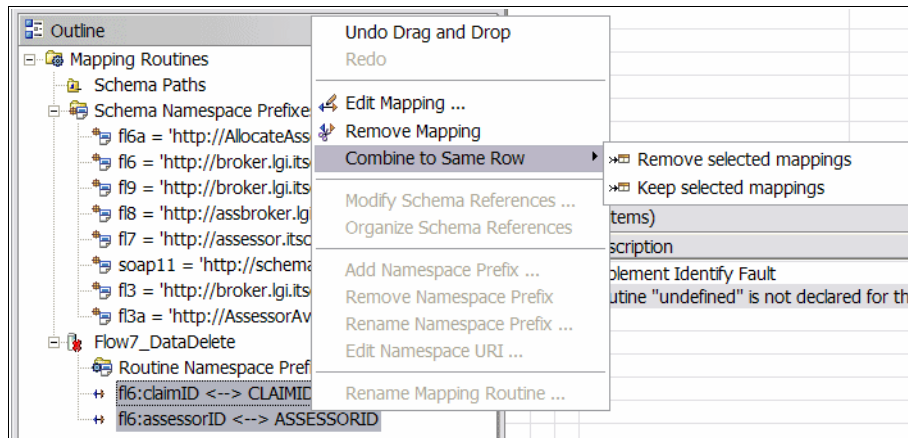 Outline
Mapping Routines
Schema Paths
Schema Namespace Prefixe
fl6a = 'http://AllocateAss
fl6 = 'http://broker.lgi.itso
fl9 = 'http://broker.lgi.itso
fl8 = 'http://assbroker.lgi
fl7 = 'http://assessor.itso
soap11 = 'http://schema
fl3 = 'http://broker.lgi.itso
fl3a = 'http://AssessorAv
Flow7_DataDelete
Routine Namespace Pref
fl6:claimID <--> CLAIMID
fl6:assessorID <--> ASSESSORID
Undo Drag and Drop
Redo
Edit Mapping ...
Remove Mapping
Combine to Same Row
Modify Schema References ...
Organize Schema References
Add Namespace Prefix ...
Remove Namespace Prefix
Rename Namespace Prefix ...
Edit Namespace URI ...
Rename Mapping Routine ...
Remove selected mappings
Keep selected mappings
tems)
scription
plement Identify Fault
utine "undefined" is not declared for th